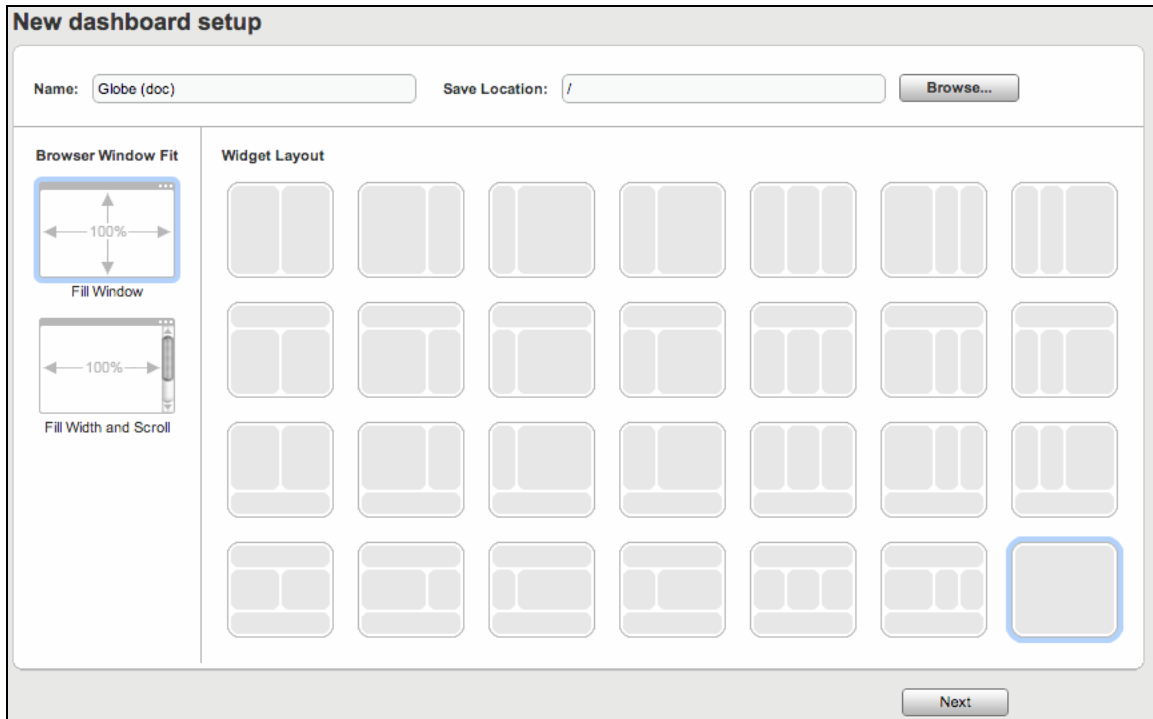 New dashboard setup
Name: Globe (doc) Save Location: / Browse...
Browser Window Fit Widget Layout
100%
Fill Window
100%
Fill Width and Scroll
Next